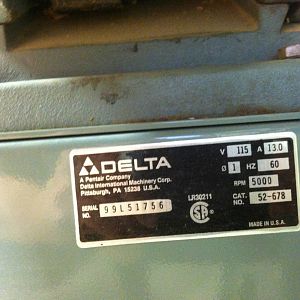 DELTA
A Pentair Company
Delta International Machinery Corp.
Pittsburgh, PA 15238 U.S.A.
SERIAL NO. 99L51756
LR30211
V 115 A 13.0
Ø 1 HZ 60
RPM 5000
CAT. NO. 52-678
MADE IN U.S.A.